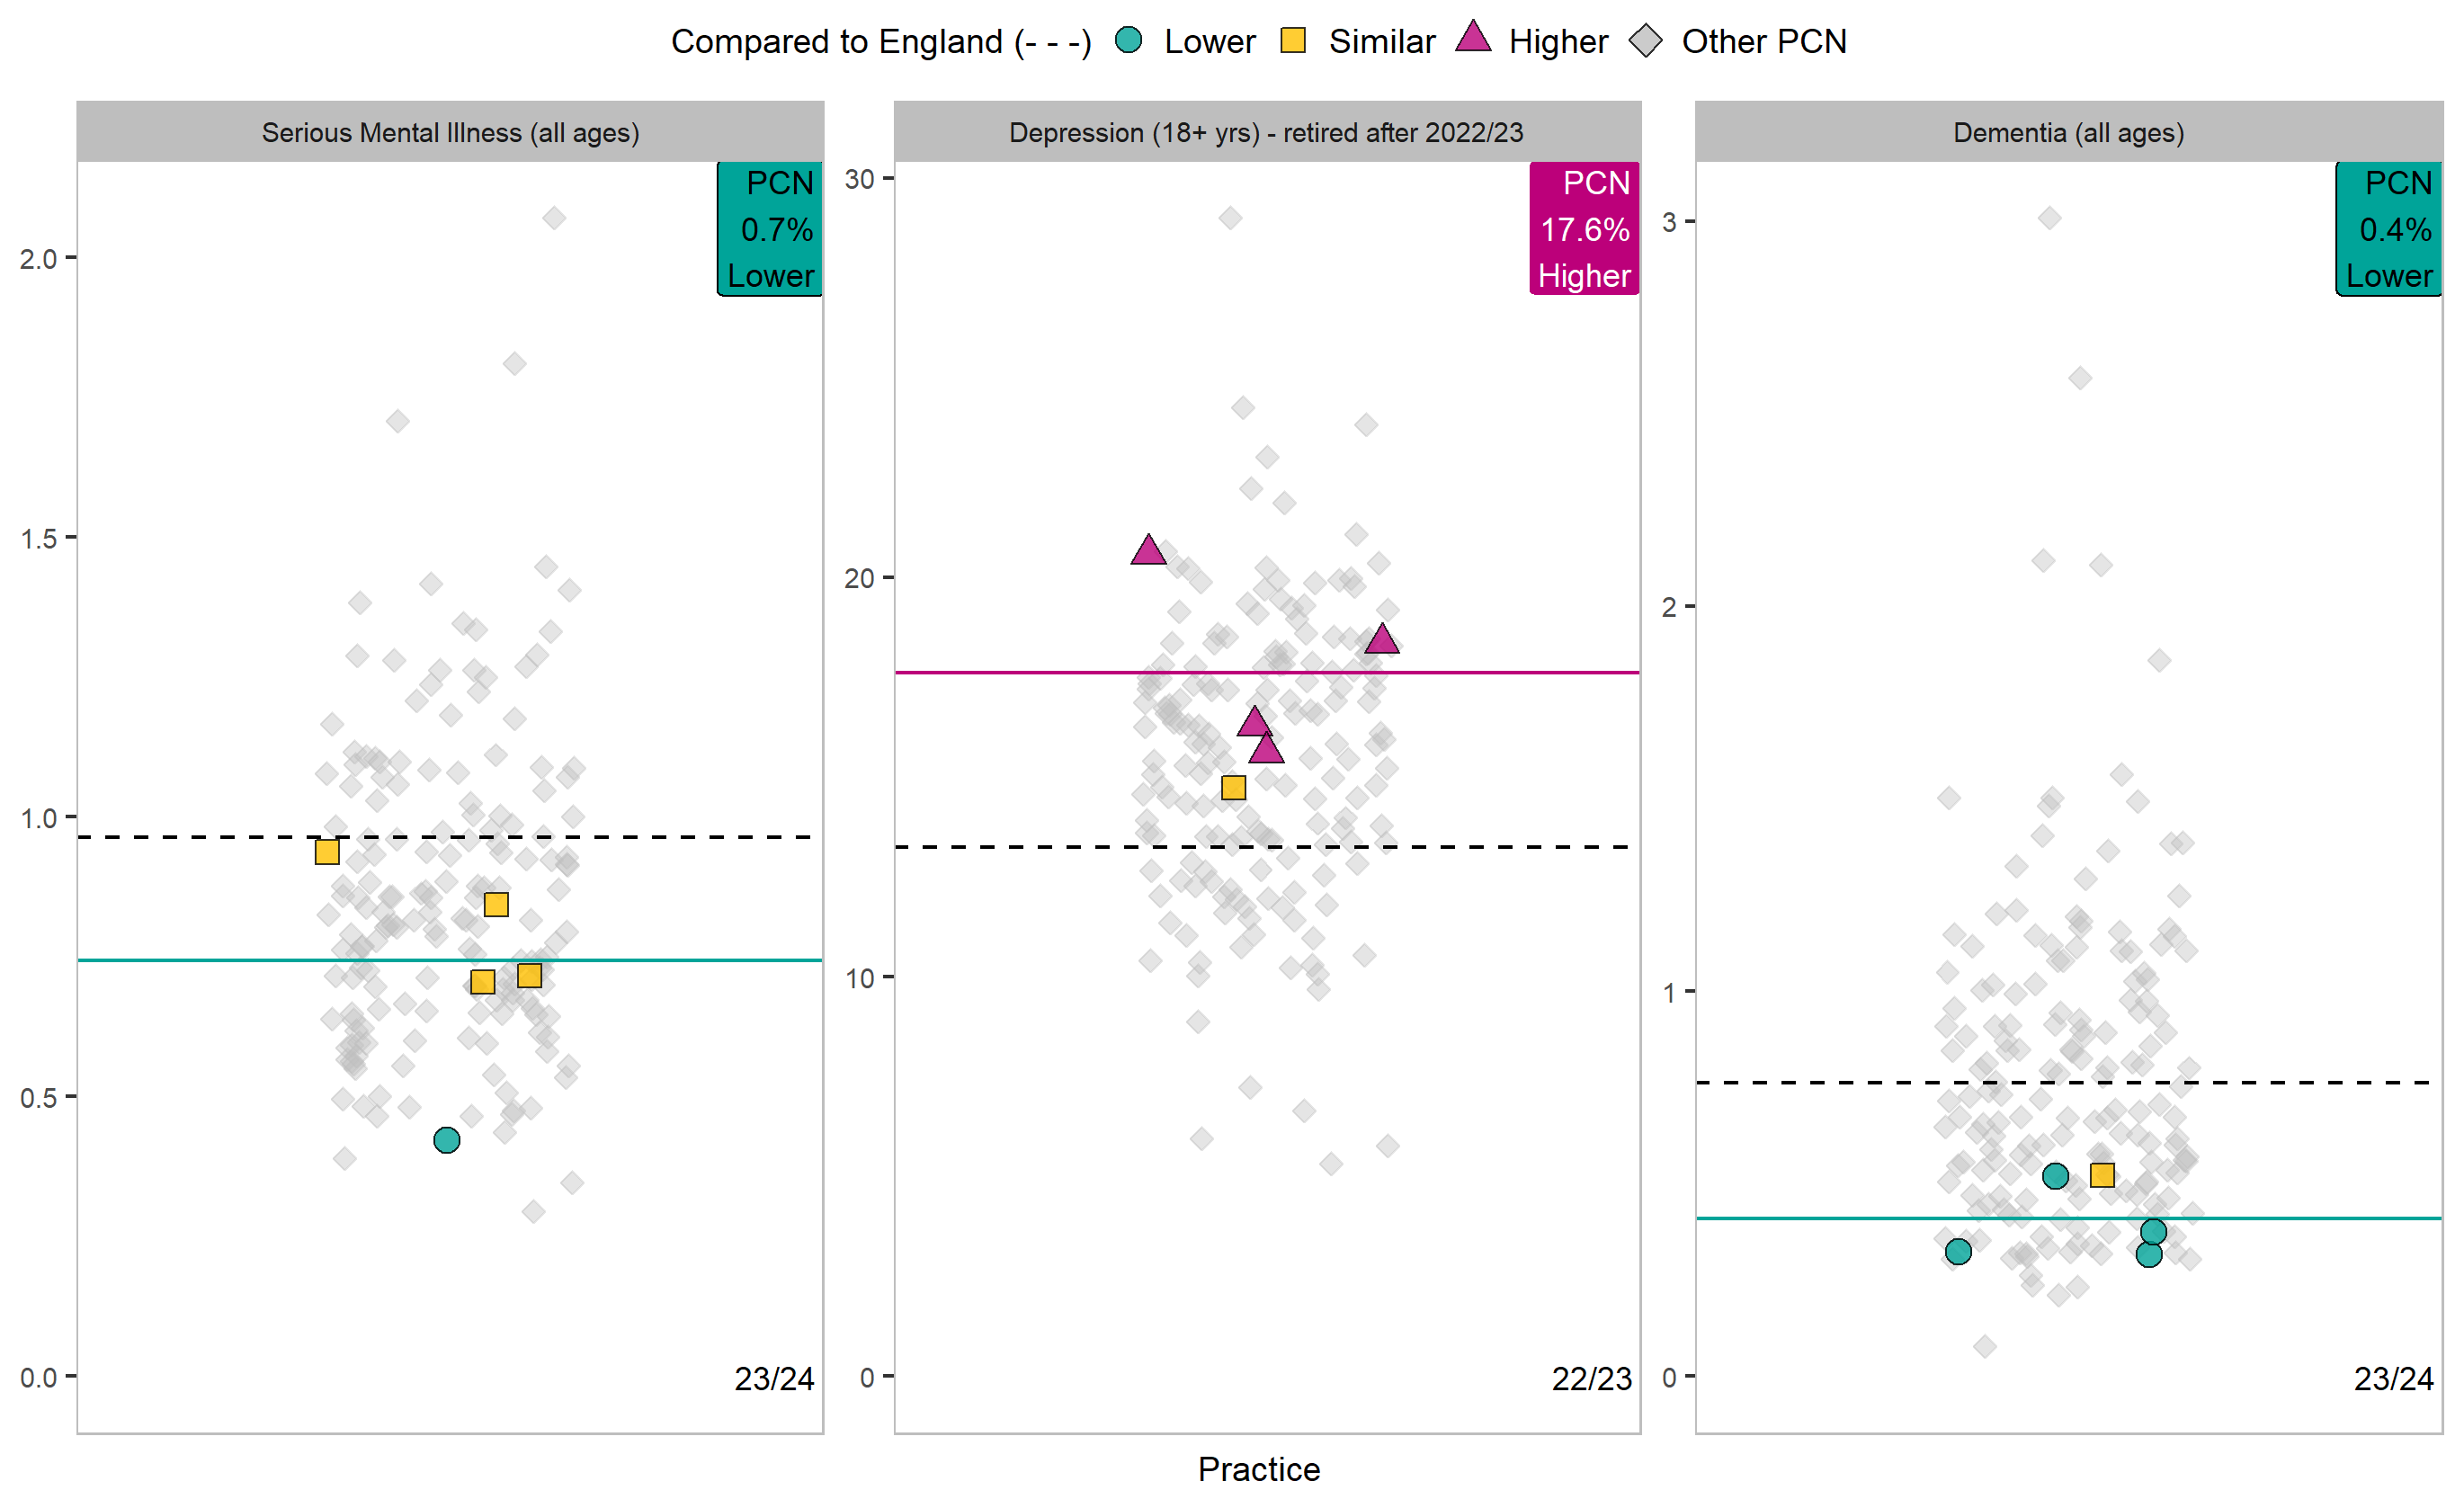 Compared to England (- - -) Lower Similar Higher Other PCN
Serious Mental Illness (all ages)
PCN
0.7%
Lower
2.0
1.5
1.0
0.5
0.0
23/24
Depression (18+ yrs) - retired after 2022/23
PCN
17.6%
Higher
30
20
10
0
22/23
Dementia (all ages)
PCN
0.4%
Lower
3
2
1
0
23/24
Practice